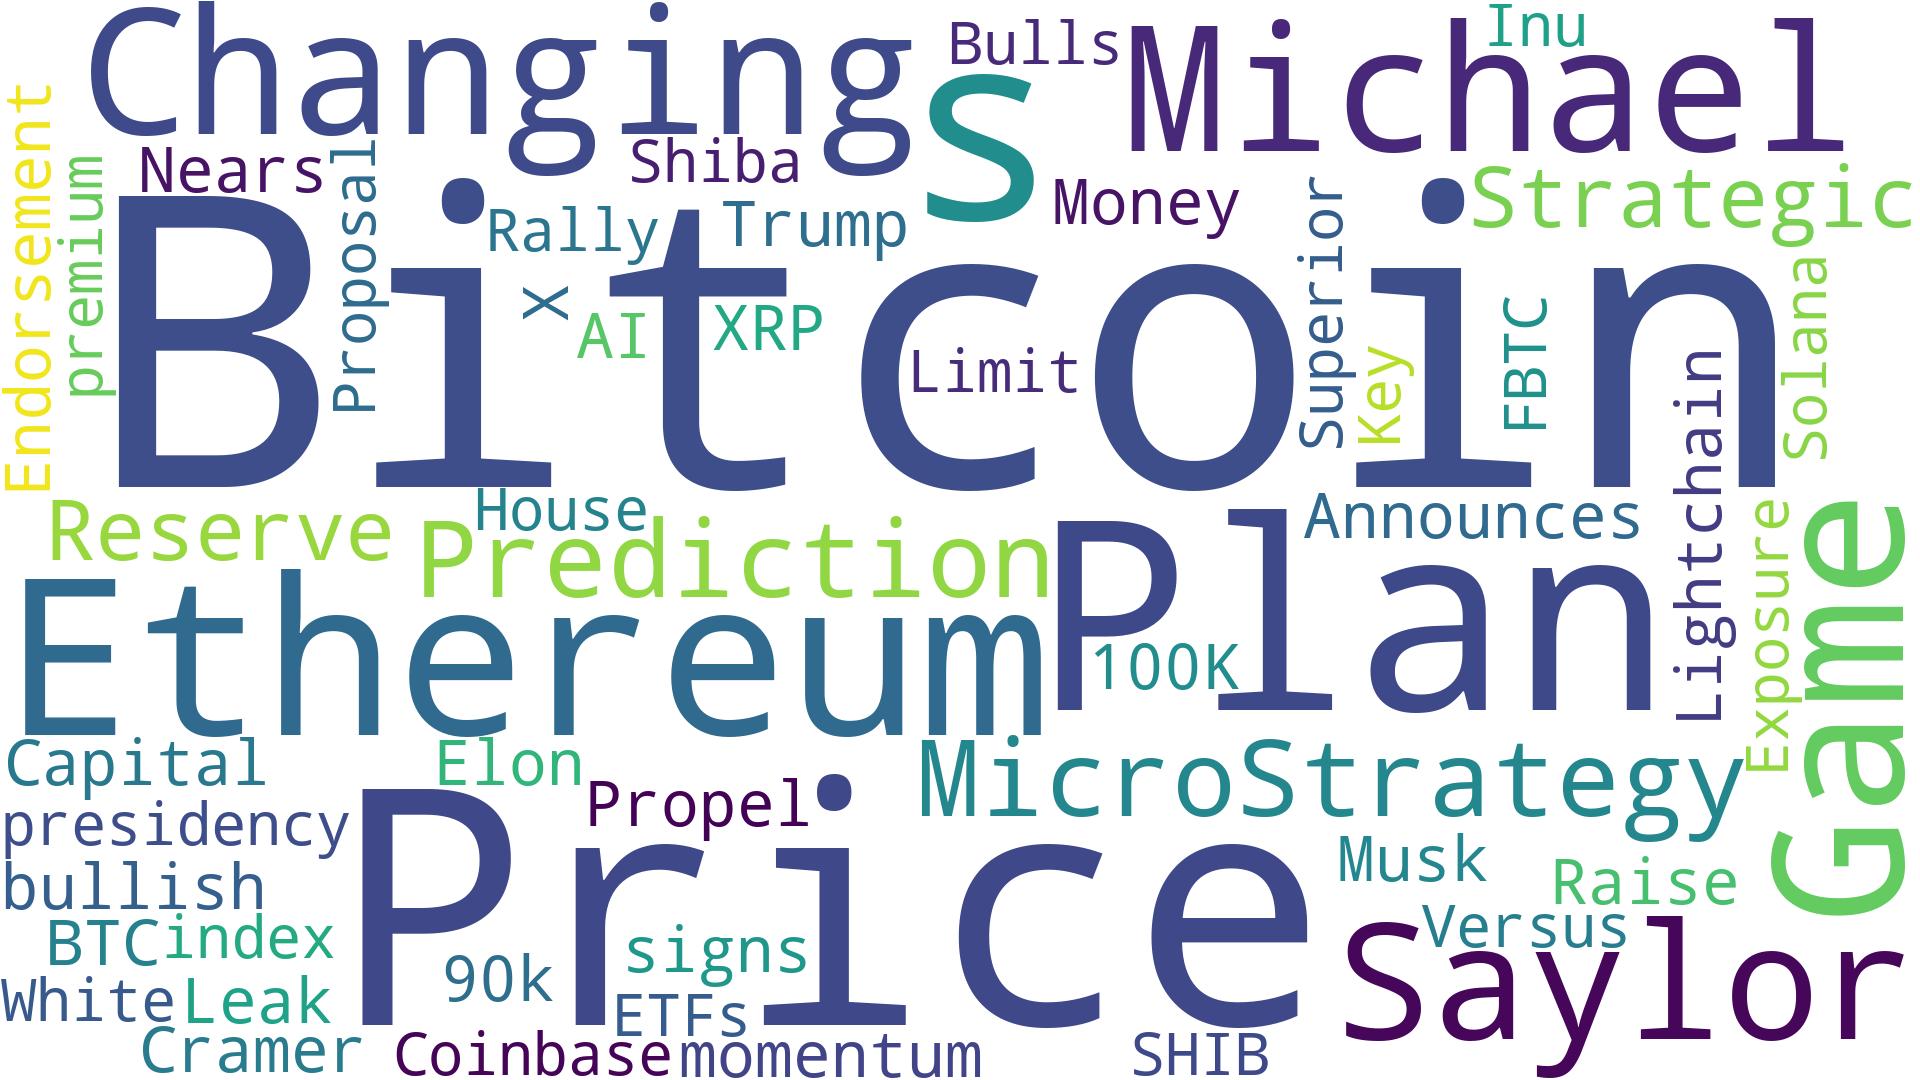 Changing
s
Bulls
Michael
Inu
Endorsement
premium
Nears
Proposal
Shiba
Money
Superior
Strategic
Bitcoin
Rally
Trump
X
AI
XRP
Limit
Key
FBTC
Lightchain
Solana
Reserve
House
Prediction
Announces
Exposure
Game
Ethereum
Plan
100K
Capital
Elon
MicroStrategy
presidency
Propel
Price
Musk
Raise
bullish
BTC
index
signs
Versus
Saylor
White
Leak
90k
ETFs
Cramer
Coinbase
momentum
SHIB